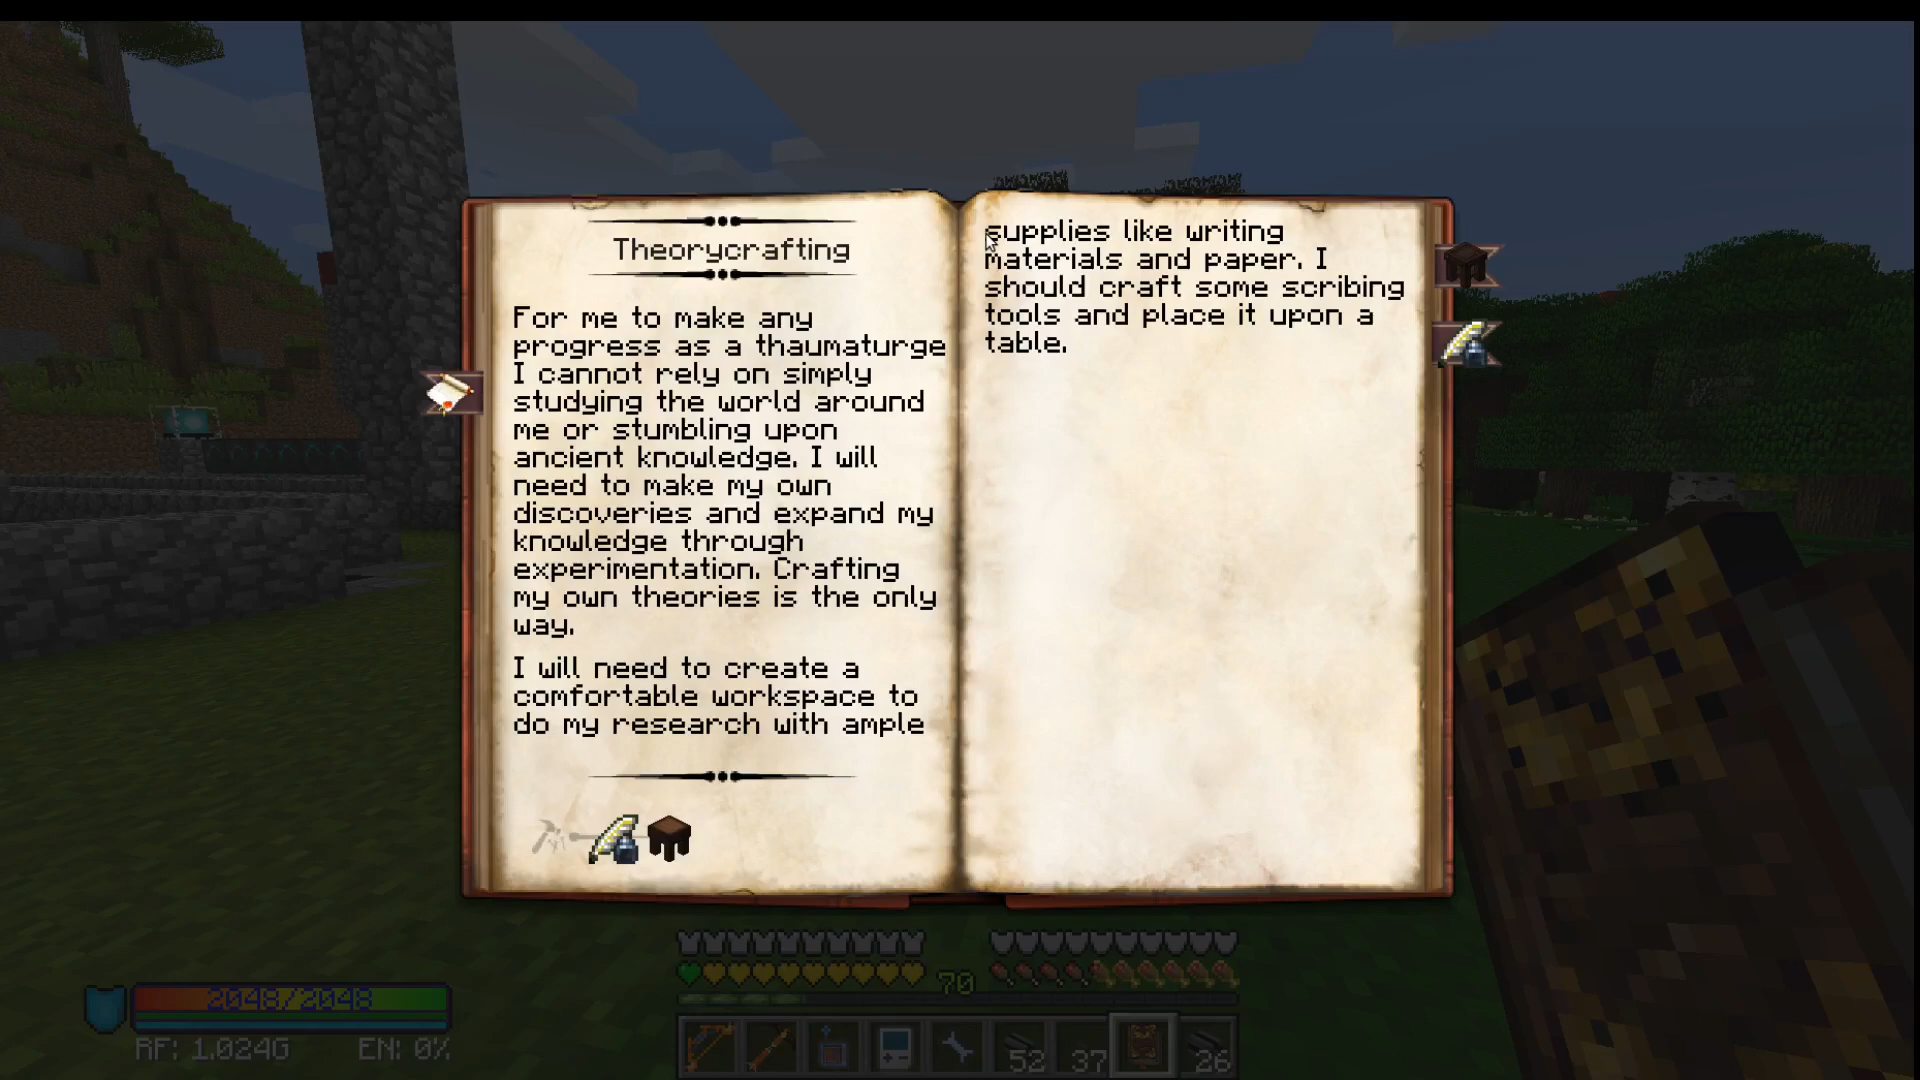 Theorycrafting
For me to make any
progress as a thaumaturge
I cannot rely on simply
studying the world around
me or stumbling upon
ancient knowledge. I will
need to make my own
discoveries and expand my
knowledge through
experimentation. Crafting
my own theories is the only
way.
I will need to create a
comfortable workspace to
do my research with ample
supplies like writing
materials and paper. I
should craft some scribing
tools and place it upon a
table.
70
2048/2048
RF: 1.024G EN: 0%
52 37 26